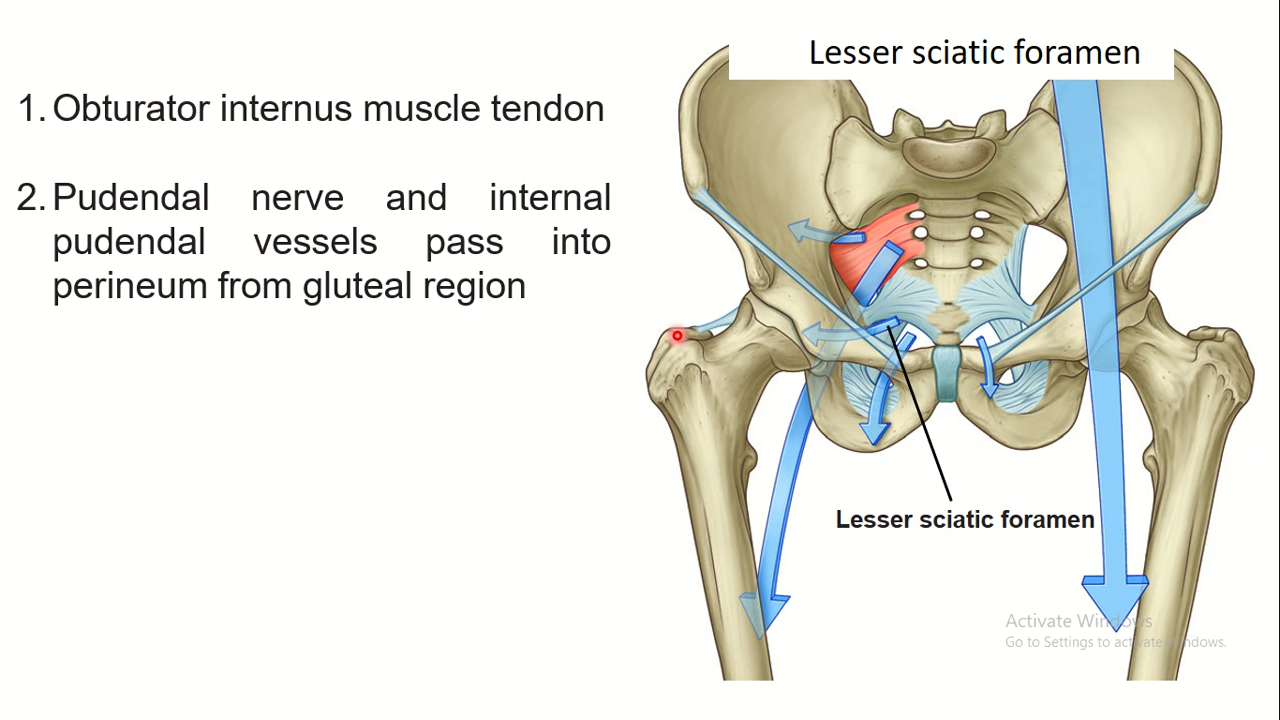 Lesser sciatic foramen
1. Obturator internus muscle tendon
2. Pudendal nerve and internal
pudendal vessels pass into
perineum from gluteal region
Lesser sciatic foramen
Activate Windows
Go to Settings to activate Windows.